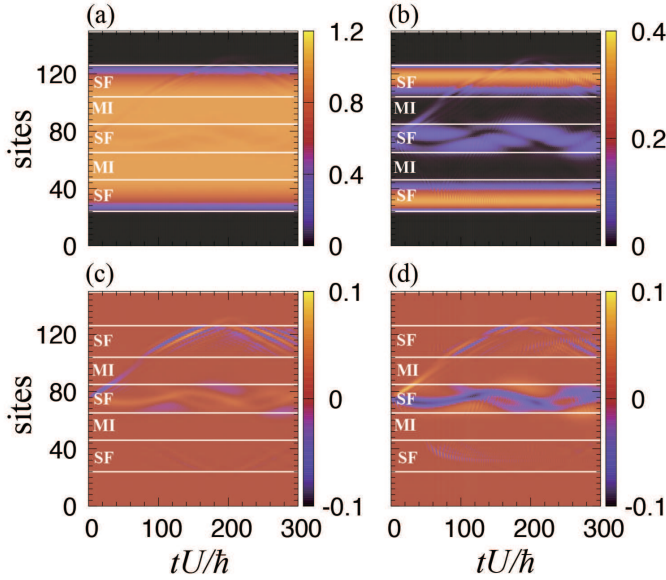 (a) (b)
1.2 0.4
120 SF SF
MI 0.8 MI
80 SF SF 0.2
sites
MI 0.4 MI
40 SF SF
0 0 0
(c) (d)
0.1 0.1
120 SF SF
MI MI
80 SF 0 SF 0
sites
MI MI
40 SF SF
0 -0.1 -0.1
0 100 200 300 0 100 200 300
tU/ħ tU/ħ